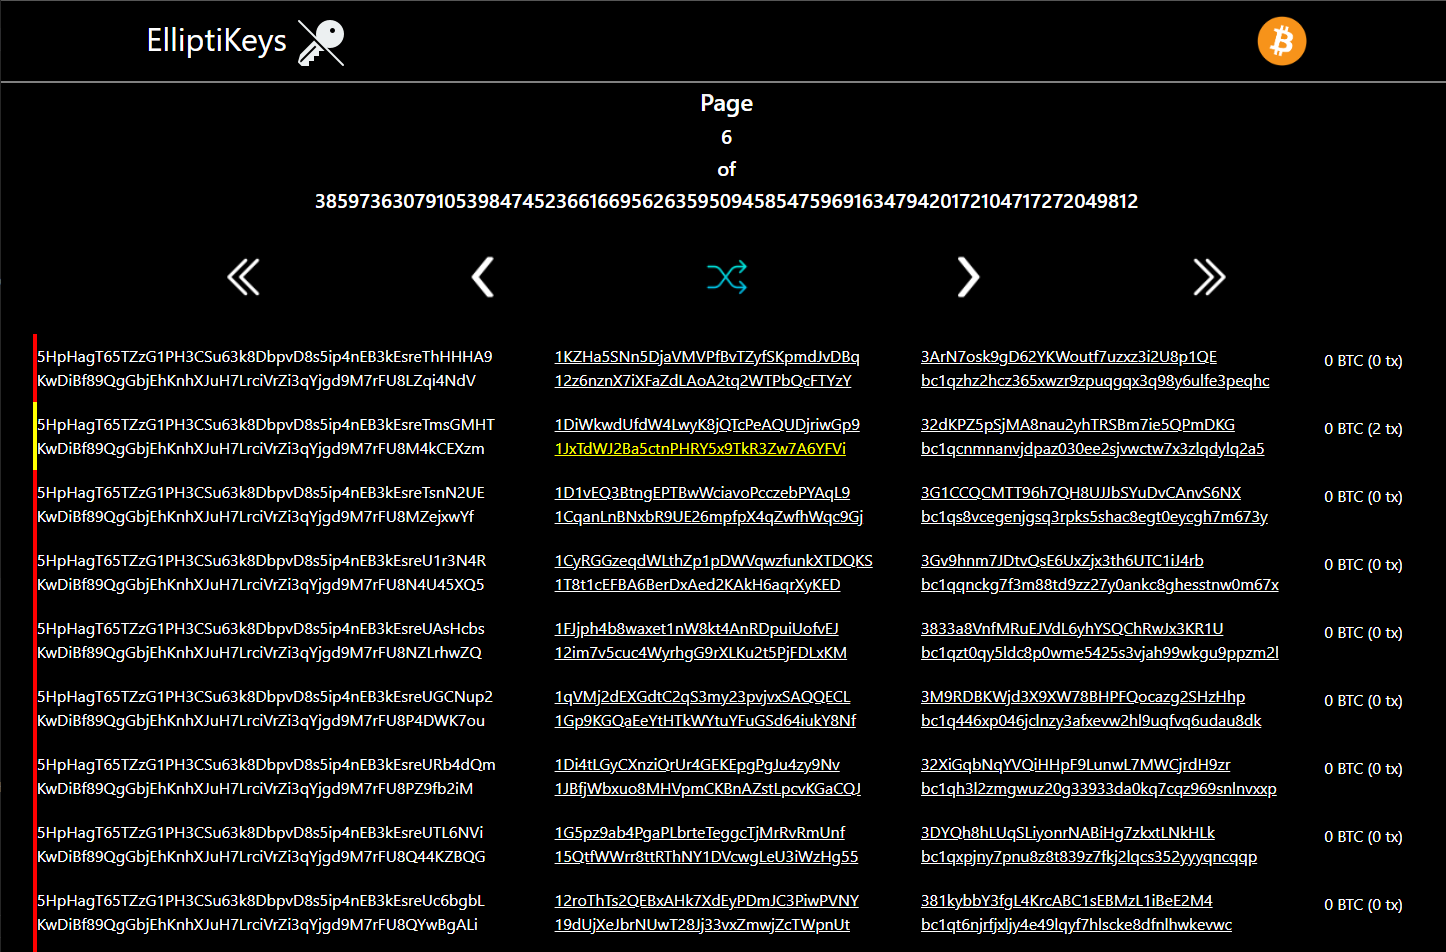 ElliptiKeys
Page
6
of
3859736307910539847452366166956263595094585475969163479420172104717272049812
5HpHagT65TZzG1PH3CSu63k8DbpvD8s5ip4nEB3kEsreThHHHA9 1KZHa5SNn5DjaVMVPfBvTZyfSKpmdJvDBq 3ArN7osk9gD62YKWoutf7uzxz3i2U8p1QE 0 BTC (0 tx)
KwDiBf89QgGbjEhKnhXJuH7LrciVrZi3qYjgd9M7rFU8LZqi4NdV 12z6nznX7iXFaZdLAoA2tq2WTPbQcFTYzY bc1qzhz2hcz365xwzr9zpuqgqx3q98y6ulfe3peqhc
5HpHagT65TZzG1PH3CSu63k8DbpvD8s5ip4nEB3kEsreTmsGMHT 1DiWkwdUfdW4LwyK8jQTcPeAQUDjriwGp9 32dKPZ5pSjMA8nau2yhTRSBm7ie5QPmDKG 0 BTC (2 tx)
KwDiBf89QgGbjEhKnhXJuH7LrciVrZi3qYjgd9M7rFU8M4kCEXzm 1JxTdWJ2Ba5ctnPHRY5x9TkR3Zw7A6YFVi bc1qcnmnanvjdpaz030ee2sjvwctw7x3zlqdylq2a5
5HpHagT65TZzG1PH3CSu63k8DbpvD8s5ip4nEB3kEsreTsnN2UE 1D1vEQ3BtngEPTBwWciavoPcczebPYAqL9 3G1CCQCMTT96h7QH8UJJbSYuDvCAnvS6NX 0 BTC (0 tx)
KwDiBf89QgGbjEhKnhXJuH7LrciVrZi3qYjgd9M7rFU8MZejxwYf 1CqanLnBNxbR9UE26mpfpX4qZwfhWqc9Gj bc1qs8vcegenjgsq3rpks5shac8egt0eycgh7m673y
5HpHagT65TZzG1PH3CSu63k8DbpvD8s5ip4nEB3kEsreU1r3N4R 1CyRGGzeqdWLthZp1pDWVqwzfunkXTDQKS 3Gv9hnm7JDtvQsE6UxZjx3th6UTC1iJ4rb 0 BTC (0 tx)
KwDiBf89QgGbjEhKnhXJuH7LrciVrZi3qYjgd9M7rFU8N4U45XQ5 1T8t1cEFBA6BerDxAed2KAkH6aqrXyKED bc1qqnckg7f3m88td9zz27y0ankc8ghesstnw0m67x
5HpHagT65TZzG1PH3CSu63k8DbpvD8s5ip4nEB3kEsreUAsHcbs 1FJjph4b8waxet1nW8kt4AnRDpuiUofvEJ 3833a8VnfMRuEJVdL6yhYSQChRwJx3KR1U 0 BTC (0 tx)
KwDiBf89QgGbjEhKnhXJuH7LrciVrZi3qYjgd9M7rFU8NZLrhwZQ 12im7v5cuc4WyrhgG9rXLKu2t5PjFDLxKM bc1qzt0qy5ldc8p0wme5425s3vjah99wkgu9ppzm2l
5HpHagT65TZzG1PH3CSu63k8DbpvD8s5ip4nEB3kEsreUGCNup2 1qVMj2dEXGdtC2qS3my23pvjvxSAQQECL 3M9RDBKWjd3X9XW78BHPFQocazg2SHzHhp 0 BTC (0 tx)
KwDiBf89QgGbjEhKnhXJuH7LrciVrZi3qYjgd9M7rFU8P4DWK7ou 1Gp9KGQaEeYtHTkWYtuYFuGSd64iukY8Nf bc1q446xp046jclnzy3afxevw2hl9uqfvq6udau8dk
5HpHagT65TZzG1PH3CSu63k8DbpvD8s5ip4nEB3kEsreURb4dQm 1Di4tLGyCXnziQrUr4GEKEpgPgJu4zy9Nv 32XiGqbNqYVQiHHpF9LunwL7MWCjrdH9zr 0 BTC (0 tx)
KwDiBf89QgGbjEhKnhXJuH7LrciVrZi3qYjgd9M7rFU8PZ9fb2iM 1JBfjWbxuo8MHVpmCKBnAZstLpcvKGaCQJ bc1qh3l2zmgwuz20g33933da0kq7cqz969snlnvxxp
5HpHagT65TZzG1PH3CSu63k8DbpvD8s5ip4nEB3kEsreUTL6NVi 1G5pz9ab4PgaPLbrteTeggcTjMrRvRmUnf 3DYQh8hLUqSLiyonrNABiHg7zkxtLNkHLk 0 BTC (0 tx)
KwDiBf89QgGbjEhKnhXJuH7LrciVrZi3qYjgd9M7rFU8Q44KZBQG 15QtfWWrr8ttRThNY1DVcwgLeU3iWzHg55 bc1qxpjny7pnu8z8t839z7fkj2lqcs352yyyqncqqp
5HpHagT65TZzG1PH3CSu63k8DbpvD8s5ip4nEB3kEsreUc6bgbL 12roThTs2QEBxAHk7XdEyPDmJC3PiwPVNY 381kybbY3fgL4KrcABC1sEBMzL1iBeE2M4 0 BTC (0 tx)
KwDiBf89QgGbjEhKnhXJuH7LrciVrZi3qYjgd9M7rFU8QYwBgALi 19dUjXeJbrNUwT28Jj33vxZmwjZcTWpnUt bc1qt6njrfjxljy4e49lqyf7hlscke8dfnlhwkevwc